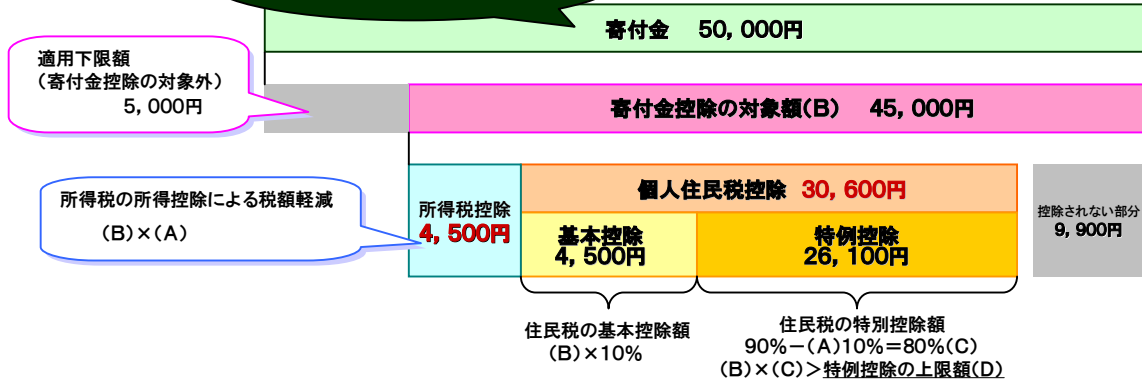 寄付金 50,000円
適用下限額
(寄付金控除の対象外)
5,000円
寄付金控除の対象額(B) 45,000円
所得税の所得控除による税額軽減
(B)×(A)
所得税控除
4,500円
個人住民税控除 30,600円
基本控除
4,500円
特例控除
26,100円
控除されない部分
9,900円
住民税の基本控除額
(B)×10%
住民税の特別控除額
90%-(A)10%=80%(C)
(B)×(C)>特例控除の上限額(D)